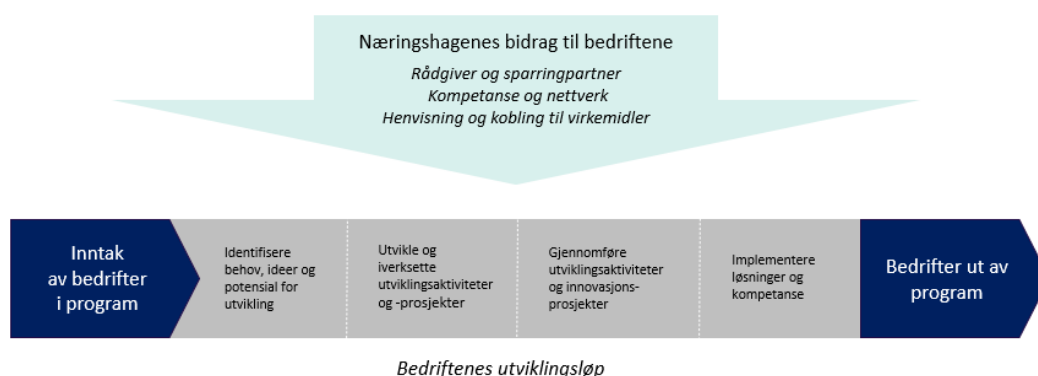 Næringshagenes bidrag til bedriftene
Rådgiver og sparringpartner
Kompetanse og nettverk
Henvisning og kobling til virkemidler
Inntak
av bedrifter
i program
Identifisere
behov, ideer og
potensial for
utvikling
Utvikle og
iverksette
utviklingsaktiviteter
og -prosjekter
Gjennomføre
utviklingsaktiviteter
og innovasjons-
prosjekter
Implementere
løsninger og
kompetanse
Bedrifter ut av
program
Bedriftenes utviklingsløp